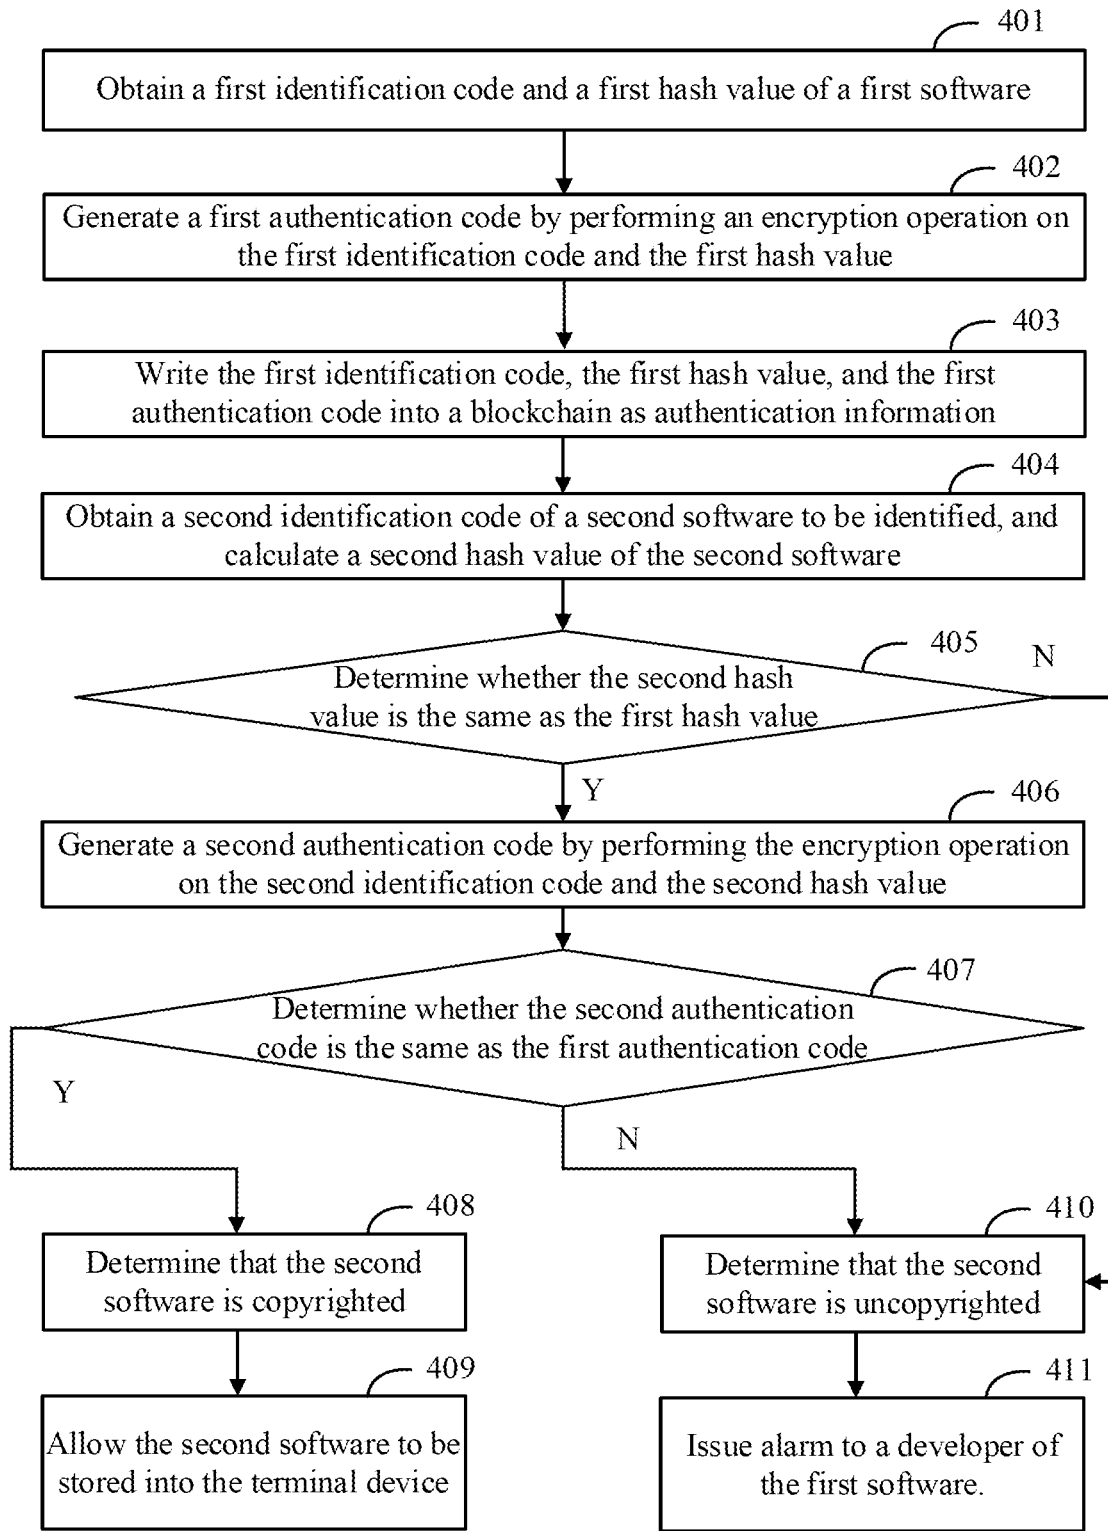 401
Obtain a first identification code and a first hash value of a first software
402
Generate a first authentication code by performing an encryption operation on
the first identification code and the first hash value
403
Write the first identification code, the first hash value, and the first
authentication code into a blockchain as authentication information
404
Obtain a second identification code of a second software to be identified, and
calculate a second hash value of the second software
405
N
Determine whether the second hash
value is the same as the first hash value
Y
406
Generate a second authentication code by performing the encryption operation
on the second identification code and the second hash value
407
Determine whether the second authentication
code is the same as the first authentication code
Y
N
408
Determine that the second
software is copyrighted
410
Determine that the second
software is uncopyrighted
409
Allow the second software to be
stored into the terminal device
411
Issue alarm to a developer of
the first software.